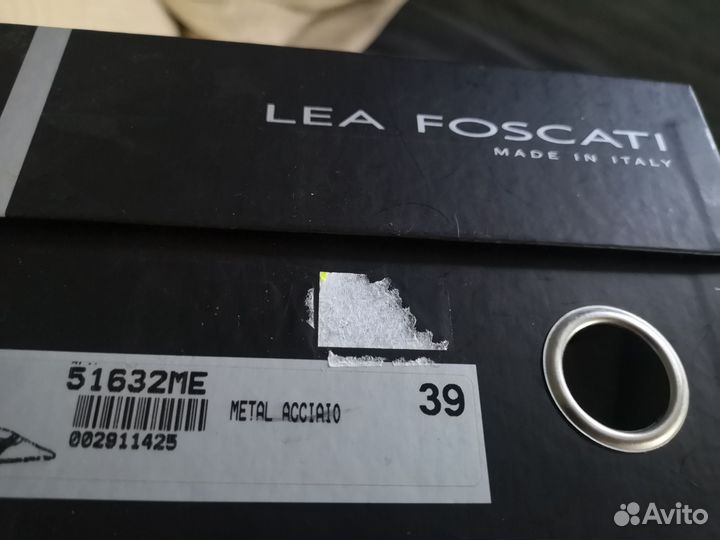 LEA FOSCATI
MADE IN ITALY
51632ME
METAL ACCIAIO
39
002911425
Avito